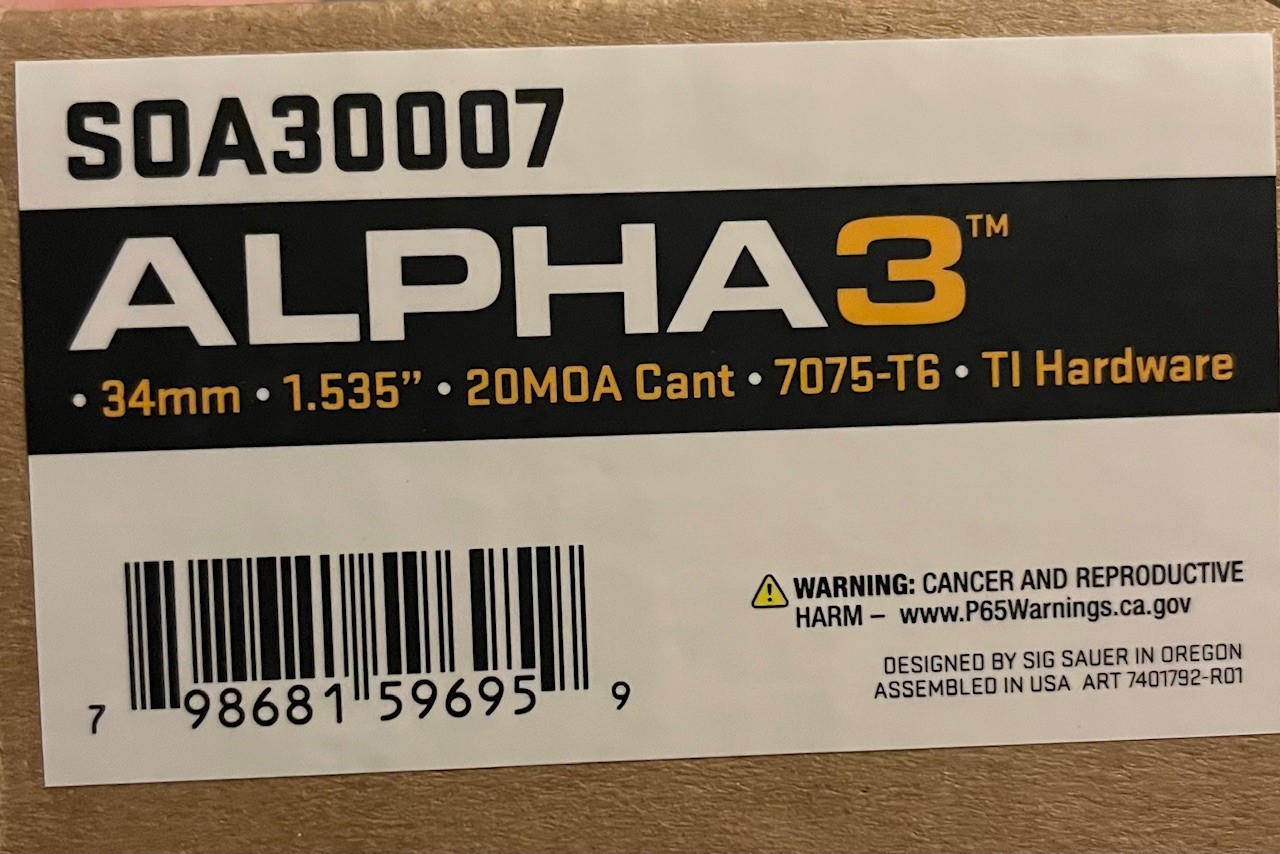 SOA30007
ALPHA3™
• 34mm • 1.535” • 20MOA Cant • 7075-T6 • TI Hardware
7 98681 59695 9
WARNING: CANCER AND REPRODUCTIVE
HARM – www.P65Warnings.ca.gov
DESIGNED BY SIG SAUER IN OREGON
ASSEMBLED IN USA ART 7401792-R01